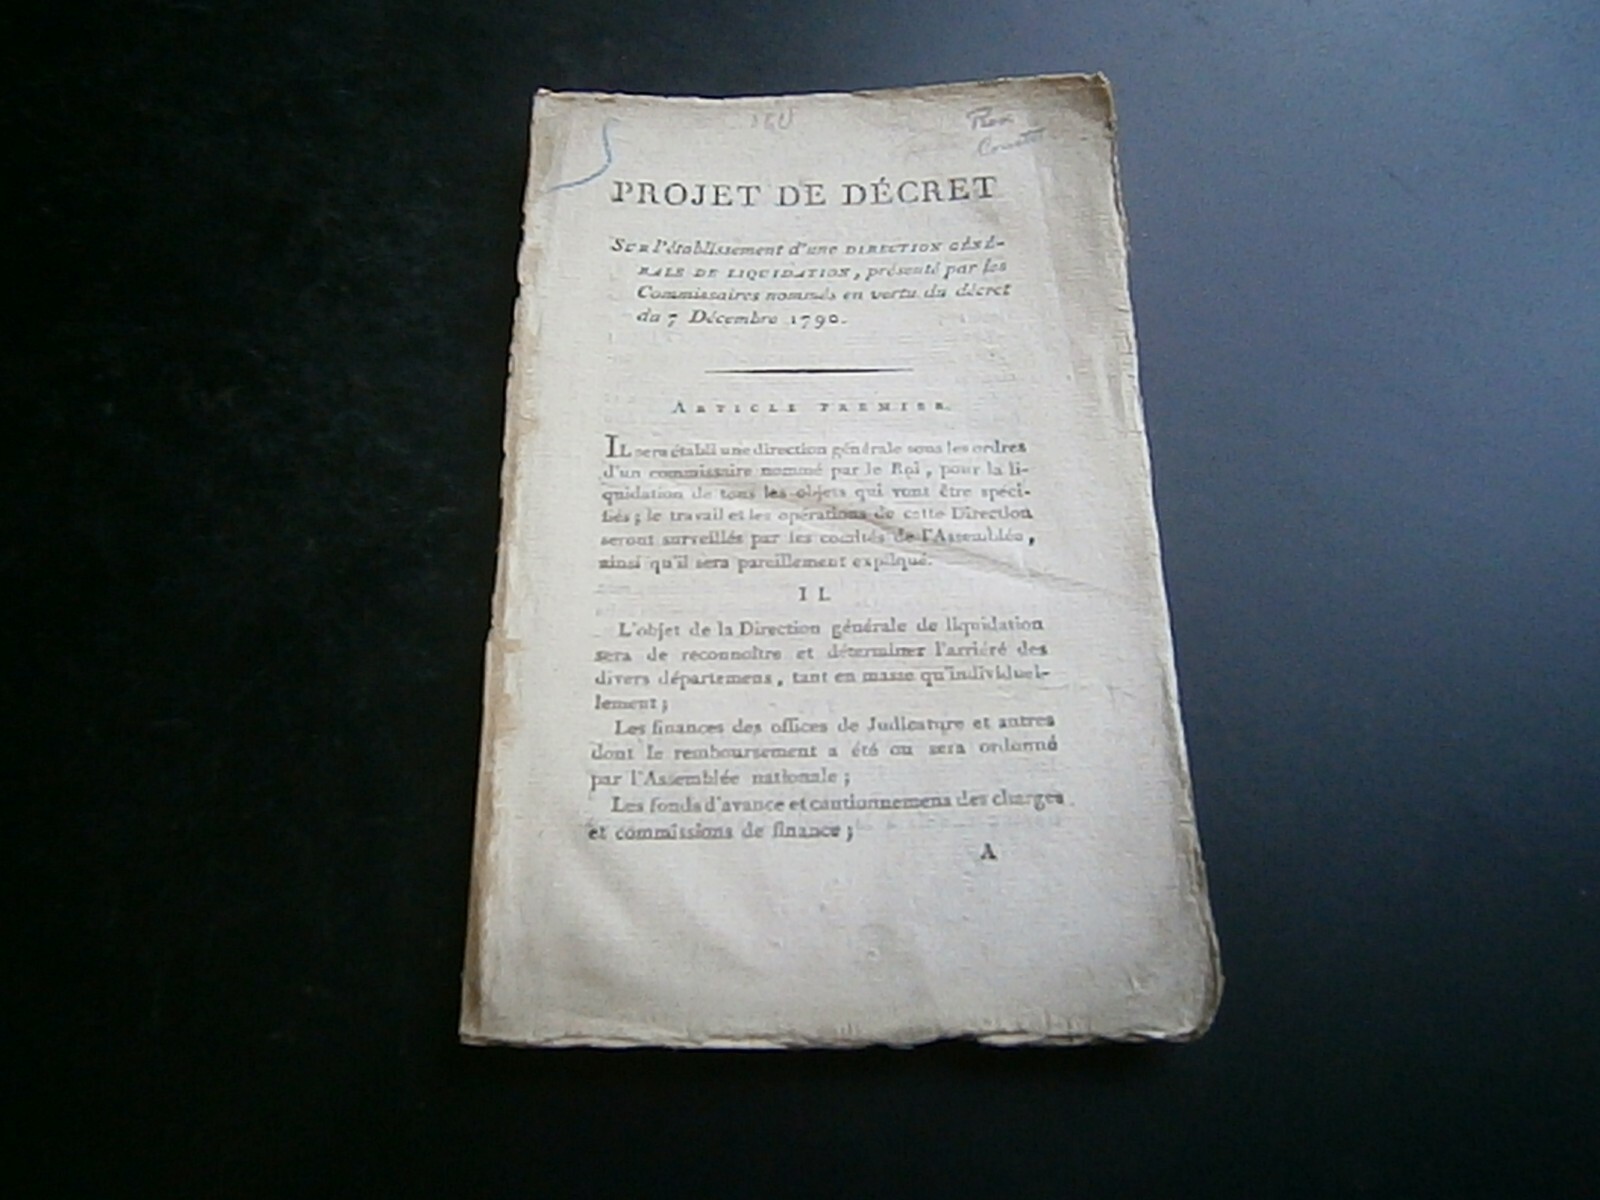 PROJET DE DÉCRET
SUR l'établissement d'une DIRECTION GÉNÉ-
RALE DE LIQUIDATION, présenté par les
Commissaires nommés en vertu du décret
du 7 Décembre 1790.
ARTICLE PREMIER.
IL sera établi une direction générale sous les ordres
d'un commissaire nommé par le Roi, pour la li-
quidation de tous les objets qui vont être spéci-
fiés ; le travail et les opérations de cette Direction
seront surveillés par les comités de l'Assemblée,
ainsi qu'il sera pareillement expliqué.
I I.
L'objet de la Direction générale de liquidation
sera de reconnoître et déterminer l'arriéré des
divers départemens, tant en masse qu'individuel-
lement ;
Les finances des offices de Judicature et autres
dont le remboursement a été ou sera ordonné
par l'Assemblée nationale ;
Les fonds d'avance et cautionnemens des charges
et commissions de finance ;
A